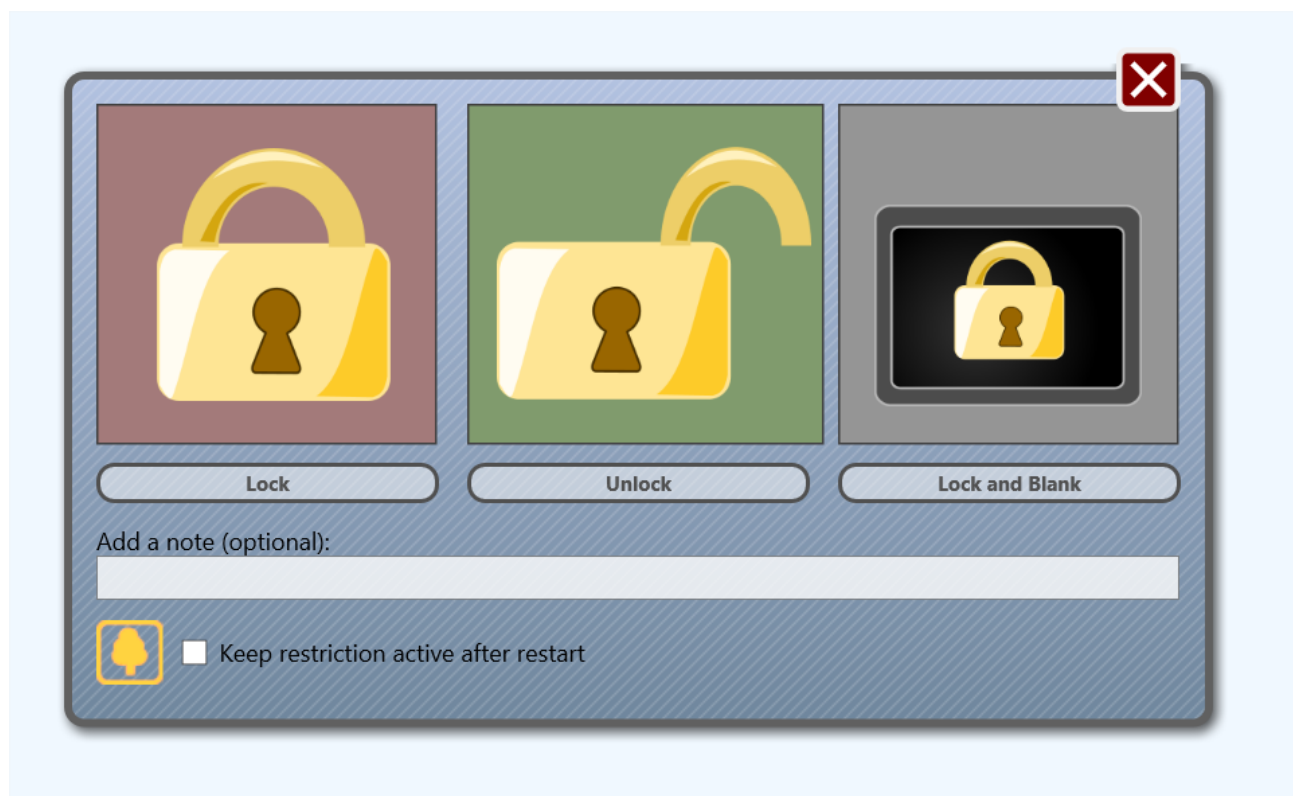 Lock
Unlock
Lock and Blank
Add a note (optional):
Keep restriction active after restart